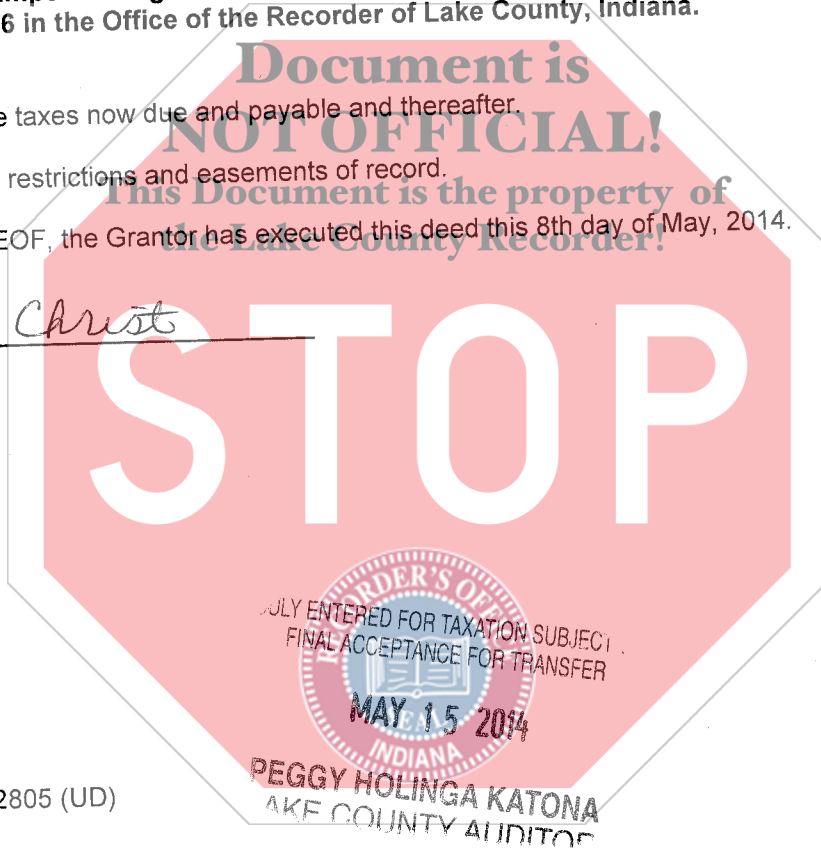 6 in the Office of the Recorder of Lake County, Indiana.
Document is
taxes now due and payable and thereafter.
NOT OFFICIAL!
restrictions and easements of record.
This Document is the property of
EOF, the Grantor has executed this deed this 8th day of May, 2014.
the Lake County Recorder!
Christ
STOP
RECORDER'S OFFICE
ULY ENTERED FOR TAXATION SUBJECT
FINAL ACCEPTANCE FOR TRANSFER
MAY 15 2014
SEAL
INDIANA
PEGGY HOLINGA KATONA
AKE COUNTY AUDITOR
2805 (UD)